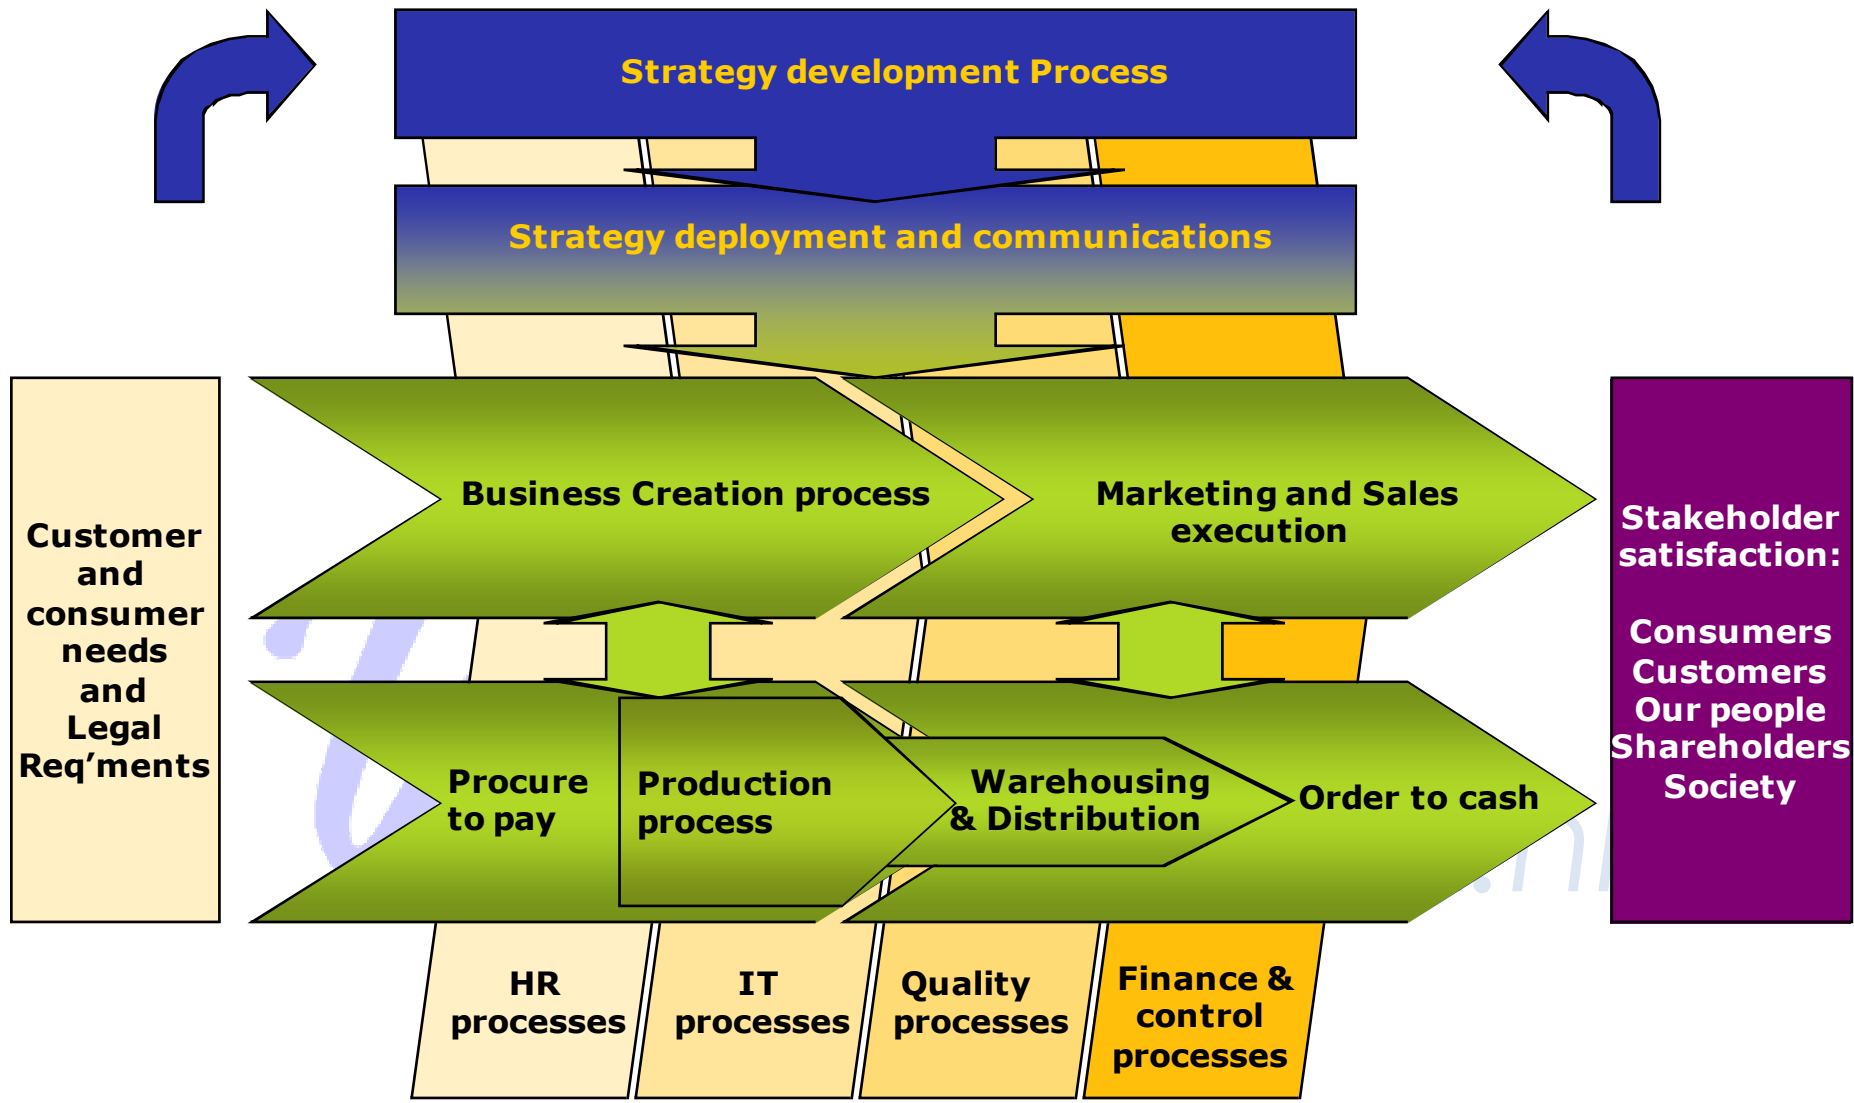 Strategy development Process
Strategy deployment and communications
Customer
and
consumer
needs
and
Legal
Req’ments
Business Creation process
Marketing and Sales
execution
Stakeholder
satisfaction:
Consumers
Customers
Our people
Shareholders
Society
Procure
to pay
Production
process
Warehousing
& Distribution
Order to cash
HR
processes
IT
processes
Quality
processes
Finance &
control
processes